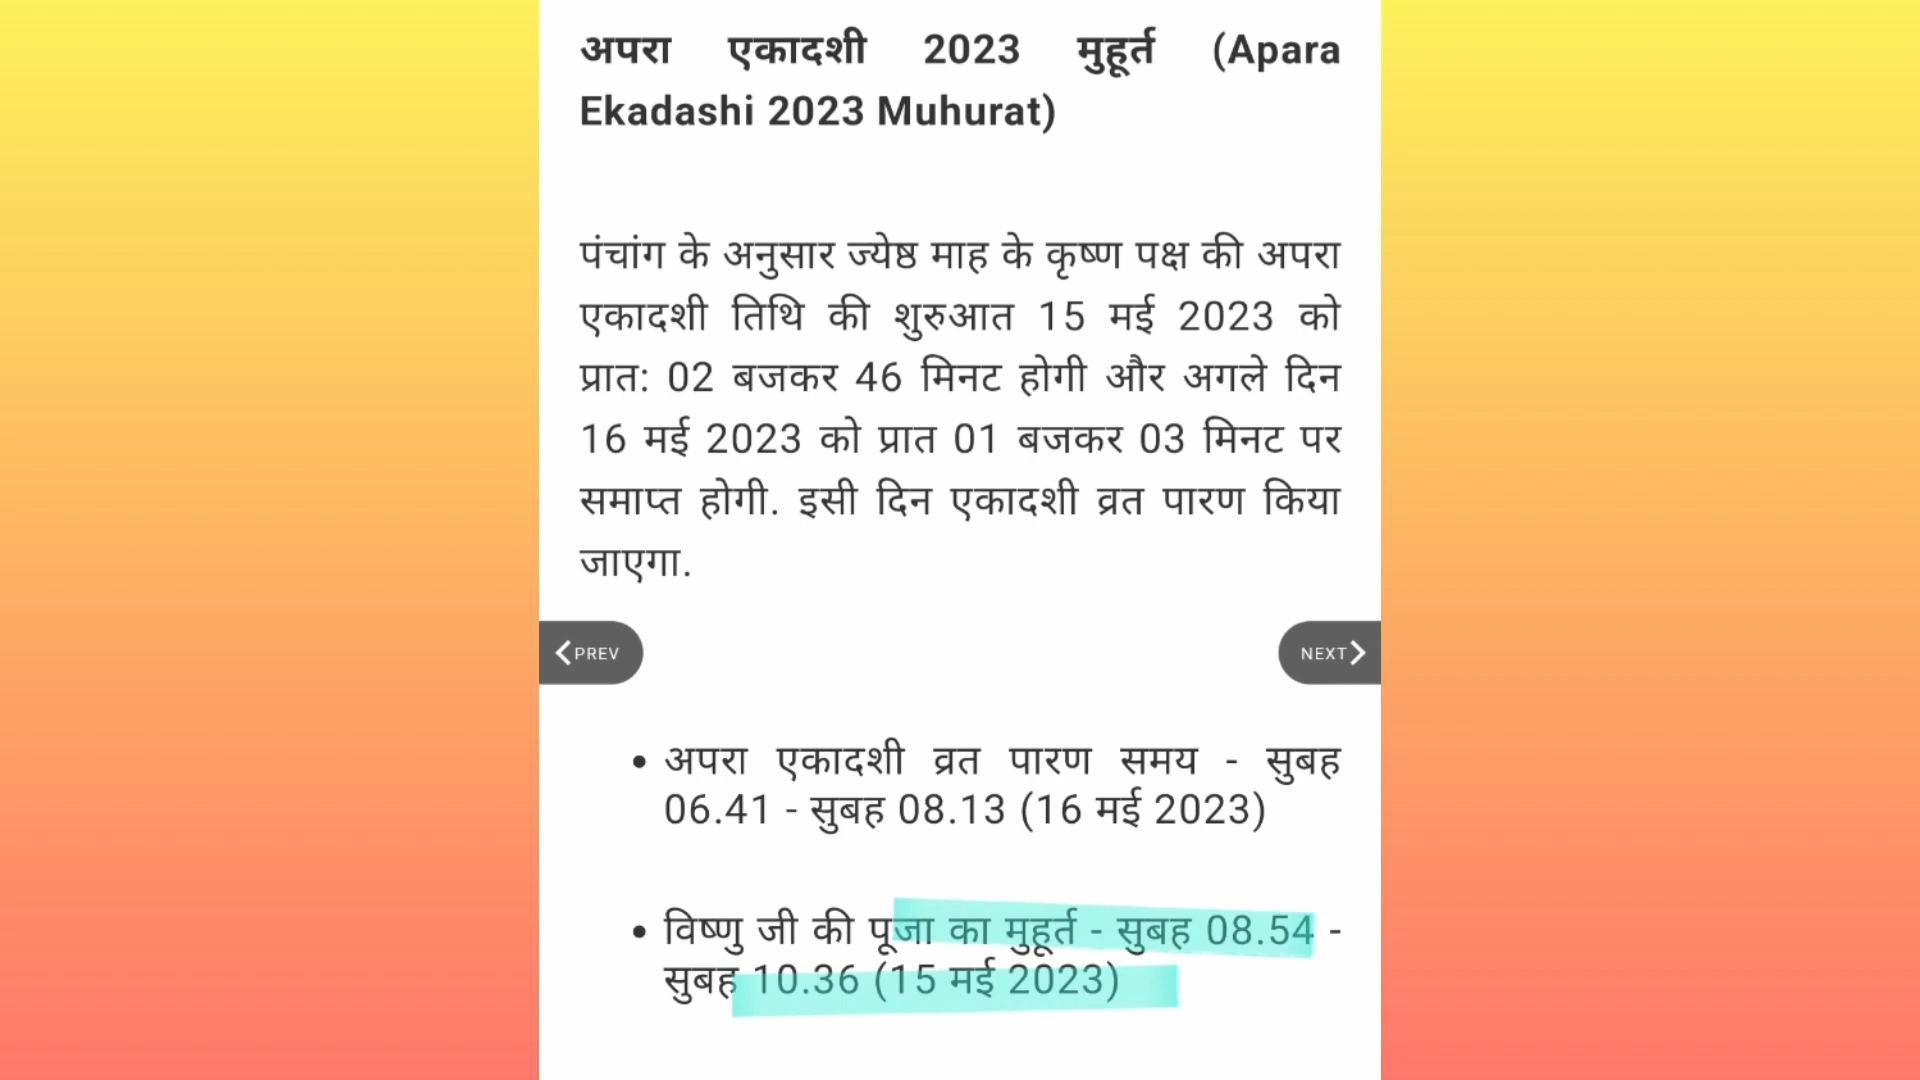 अपरा एकादशी 2023 मुहूर्त (Apara
Ekadashi 2023 Muhurat)
पंचांग के अनुसार ज्येष्ठ माह के कृष्ण पक्ष की अपरा
एकादशी तिथि की शुरुआत 15 मई 2023 को
प्रात: 02 बजकर 46 मिनट होगी और अगले दिन
16 मई 2023 को प्रात 01 बजकर 03 मिनट पर
समाप्त होगी. इसी दिन एकादशी व्रत पारण किया
जाएगा.
PREV
NEXT
• अपरा एकादशी व्रत पारण समय - सुबह
06.41 - सुबह 08.13 (16 मई 2023)
• विष्णु जी की पूजा का मुहूर्त - सुबह 08.54 -
सुबह 10.36 (15 मई 2023)